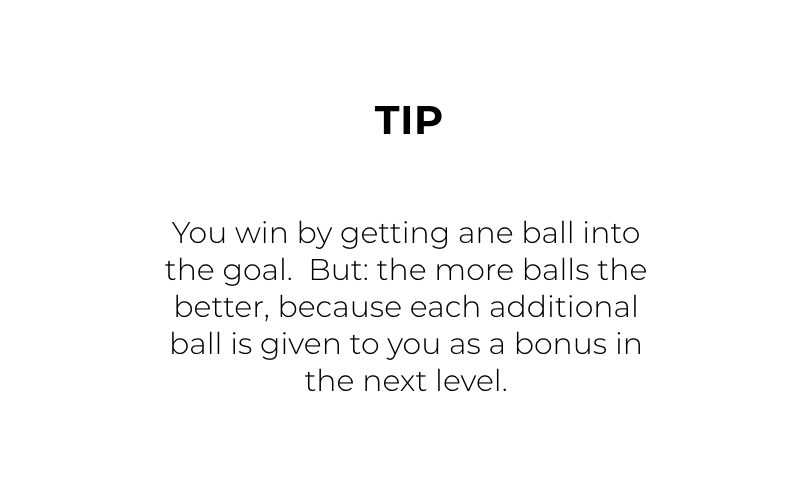 TIP
You win by getting ane ball into
the goal.  But: the more balls the
better, because each additional
ball is given to you as a bonus in
the next level.